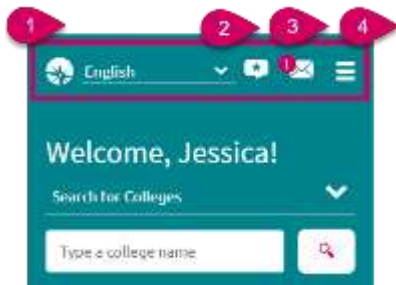 1 2 3 4
English
1
Welcome, Jessica!
Search for Colleges
Type a college name